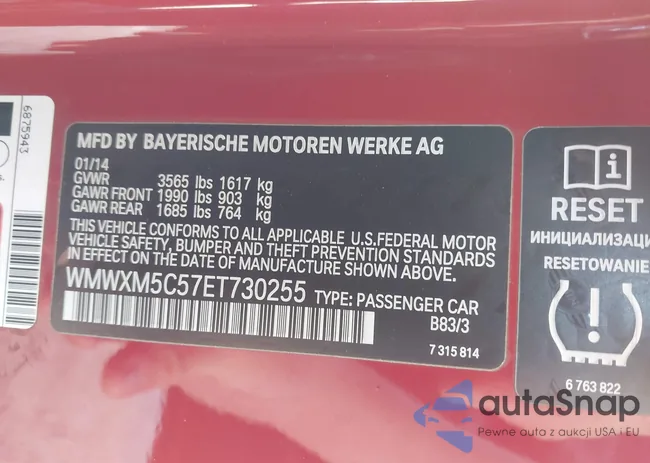 6875943
MFD BY BAYERISCHE MOTOREN WERKE AG
01/14
GVWR 3565 lbs 1617 kg
GAWR FRONT 1990 lbs 903 kg
GAWR REAR 1685 lbs 764 kg
THIS VEHICLE CONFORMS TO ALL APPLICABLE U.S.FEDERAL MOTOR
VEHICLE SAFETY, BUMPER AND THEFT PREVENTION STANDARDS
IN EFFECT ON THE DATE OF MANUFACTURE SHOWN ABOVE.
WMWXM5C57ET730255 TYPE: PASSENGER CAR
B83/3
7 315 814
RESET
ИНИЦИАЛИЗАЦИ
RESETOWANIE
6 763 822
autoSnap
Pewne auta z aukcji USA i EU